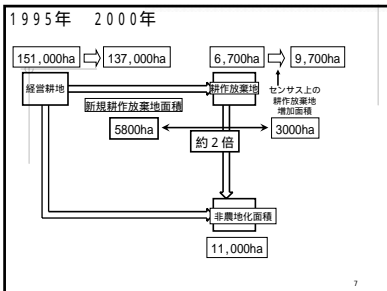 1995年　2000年
151,000ha ⇨ 137,000ha
6,700ha ⇨ 9,700ha
経営耕地
耕作放棄地
センサス上の
耕作放棄地
増加面積
新規耕作放棄地面積
5800ha
3000ha
約２倍
非農地化面積
11,000ha
7